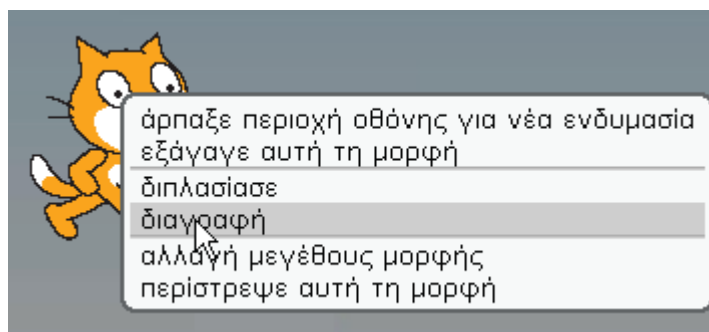 άρπαξε περιοχή οθόνης για νέα ενδυμασία
εξάγαγε αυτή τη μορφή
διπλασίασε
διαγραφή
αλλαγή μεγέθους μορφής
περίστρεψε αυτή τη μορφή